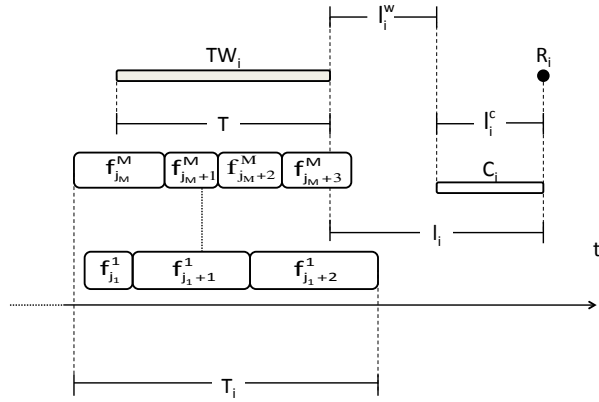 l_i^w
TW_i
R_i
T
l_i^c
f_{j_M}^M f_{j_M+1}^M f_{j_M+2}^M f_{j_M+3}^M
C_i
l_i
t
f_{j_1}^1 f_{j_1+1}^1 f_{j_1+2}^1
T_i